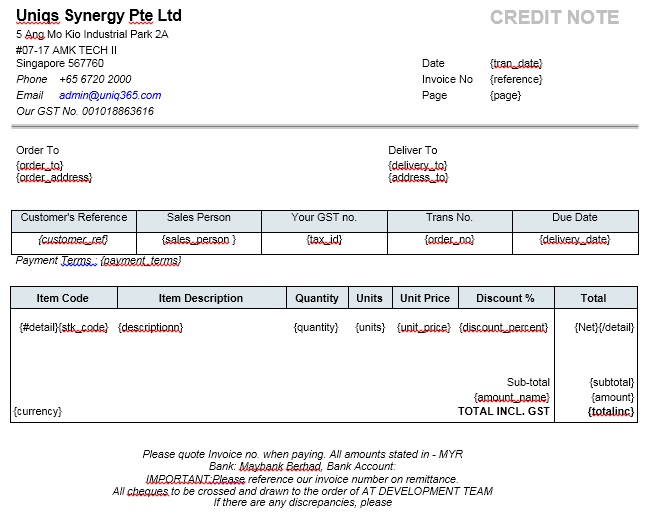 Uniqs Synergy Pte Ltd
CREDIT NOTE
5 Ang Mo Kio Industrial Park 2A
#07-17 AMK TECH II
Singapore 567760
Date {tran_date}
Phone +65 6720 2000
Invoice No {reference}
Email admin@uniq365.com
Page {page}
Our GST No. 001018863616
Order To
Deliver To
{order_to}
{delivery_to}
{order_address}
{address_to}
Customer's Reference Sales Person Your GST no. Trans No. Due Date
{customer_ref} {sales_person } {tax_id} {order_no} {delivery_date}
Payment Terms : {payment_terms}
Item Code Item Description Quantity Units Unit Price Discount % Total
{#detail}{stk_code} {descriptionn} {quantity} {units} {unit_price} {discount_percent} {Net}{/detail}
Sub-total {subtotal}
{amount_name} {amount}
{currency} TOTAL INCL. GST {totalinc}
Please quote Invoice no. when paying. All amounts stated in - MYR
Bank: Maybank Berhad, Bank Account:
IMPORTANT:Please reference our invoice number on remittance.
All cheques to be crossed and drawn to the order of AT DEVELOPMENT TEAM
If there are any discrepancies, please